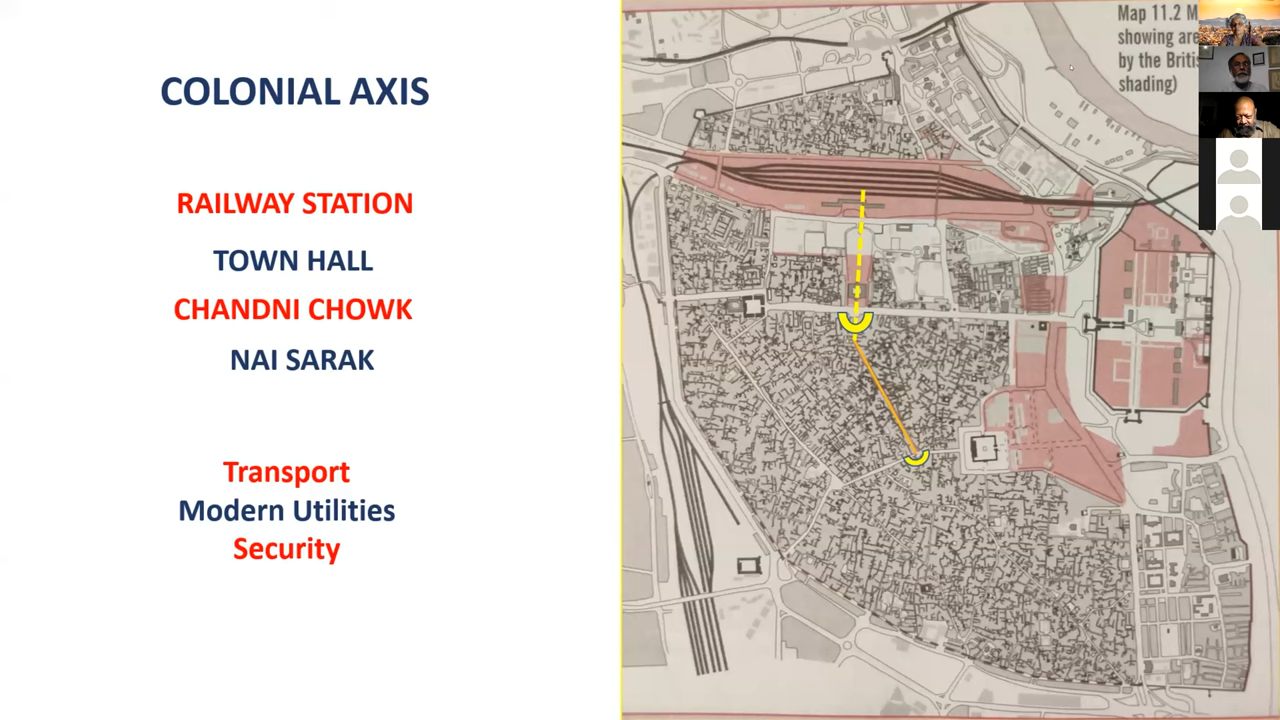 COLONIAL AXIS
RAILWAY STATION
TOWN HALL
CHANDNI CHOWK
NAI SARAK
Transport
Modern Utilities
Security
Map 11.2 M
showing are
by the Briti
shading)